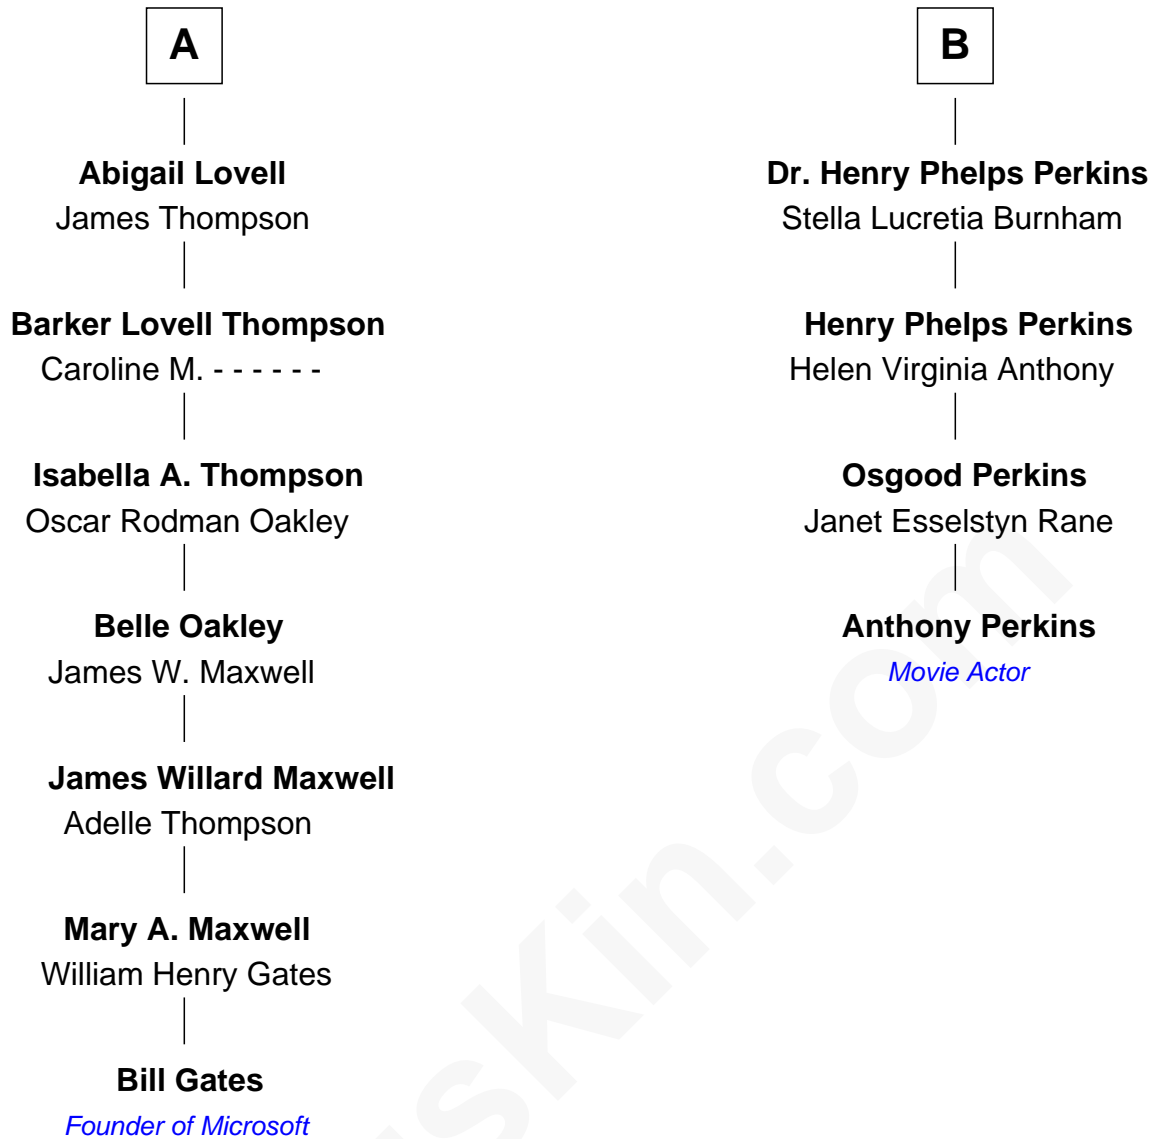 A
Abigail Lovell
James Thompson
Barker Lovell Thompson
Caroline M. - - - - - -
Isabella A. Thompson
Oscar Rodman Oakley
Belle Oakley
James W. Maxwell
James Willard Maxwell
Adelle Thompson
Mary A. Maxwell
William Henry Gates
Bill Gates
Founder of Microsoft
B
Dr. Henry Phelps Perkins
Stella Lucretia Burnham
Henry Phelps Perkins
Helen Virginia Anthony
Osgood Perkins
Janet Esselstyn Rane
Anthony Perkins
Movie Actor